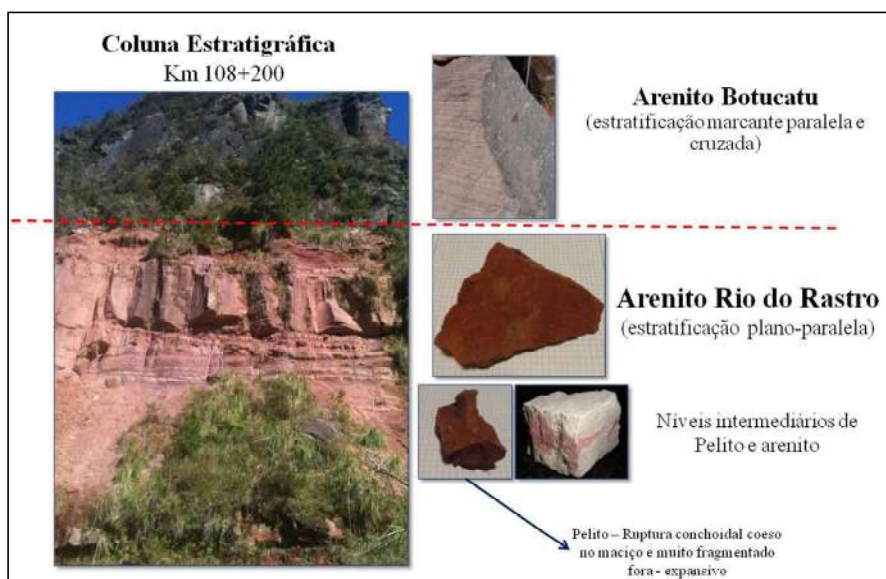 Coluna Estratigráfica
Km 108+200
Arenito Botucatu
(estratificação marcante paralela e
cruzada)
Arenito Rio do Rastro
(estratificação plano-paralela)
Níveis intermediários de
Pelito e arenito
Pelito – Ruptura conchoidal coeso
no maciço e muito fragmentado
fora - expansivo